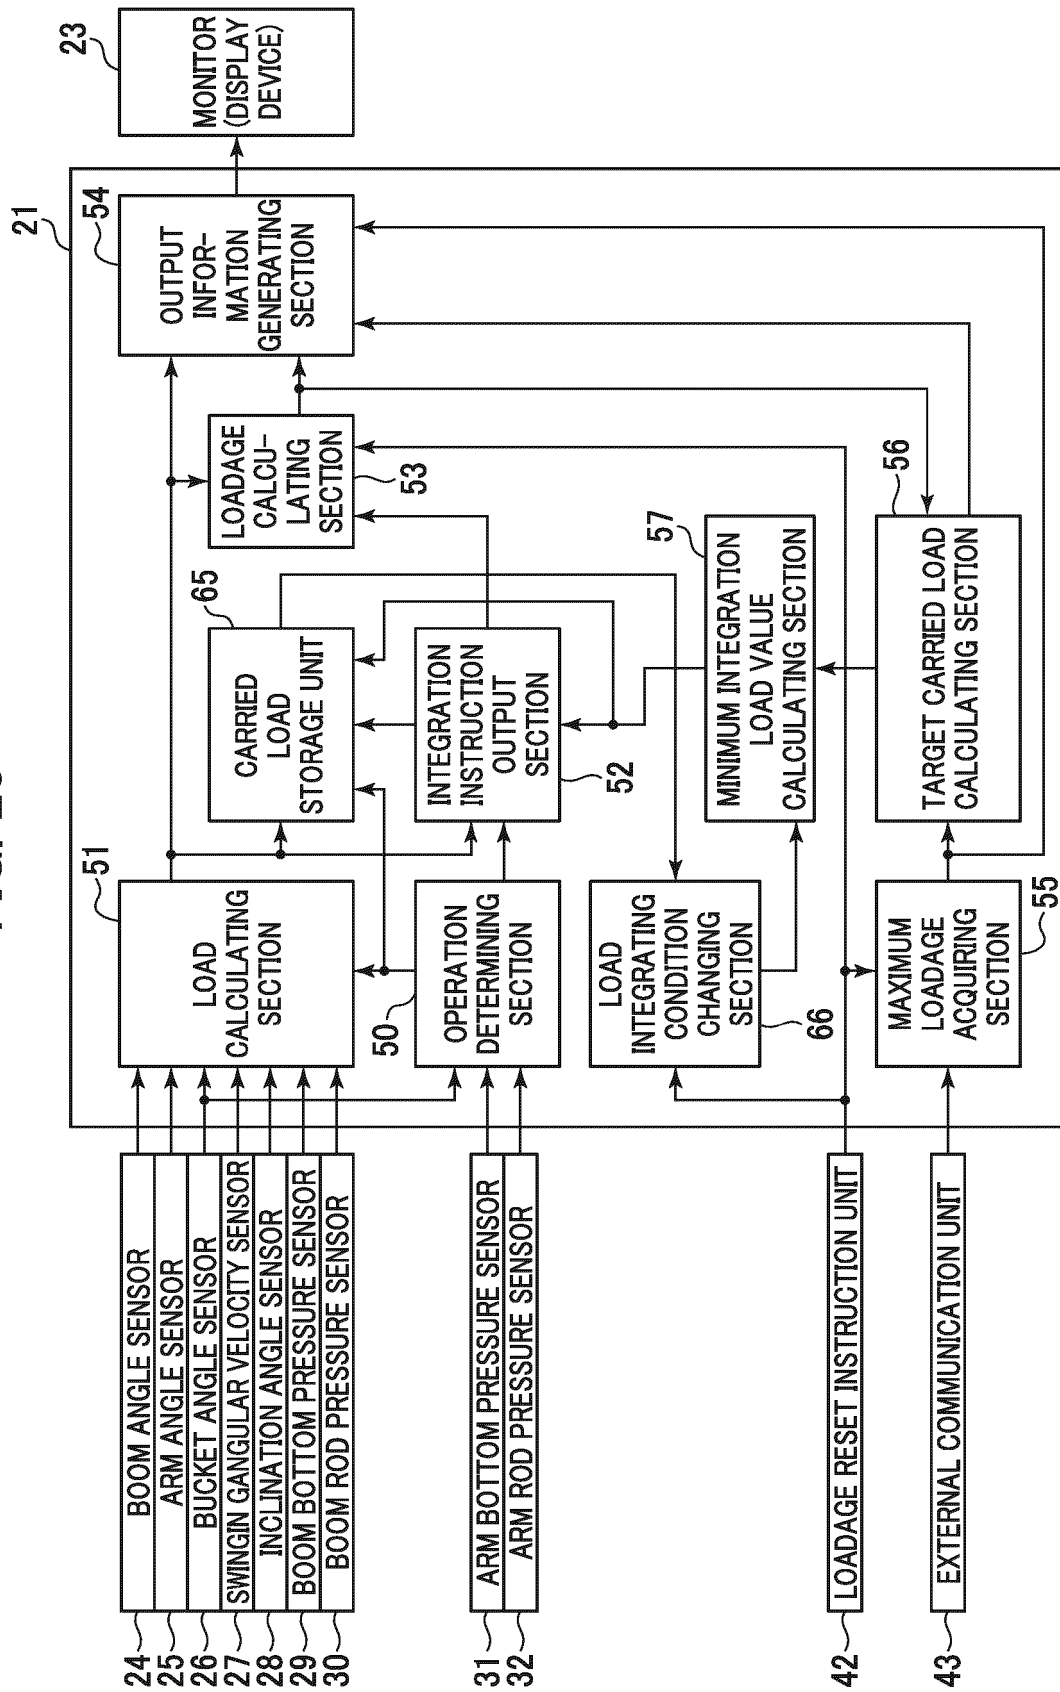 21
24
BOOM ANGLE SENSOR
25
ARM ANGLE SENSOR
26
BUCKET ANGLE SENSOR
27
SWINGIN GANGULAR VELOCITY SENSOR
28
INCLINATION ANGLE SENSOR
29
BOOM BOTTOM PRESSURE SENSOR
30
BOOM ROD PRESSURE SENSOR
31
ARM BOTTOM PRESSURE SENSOR
32
ARM ROD PRESSURE SENSOR
42
LOADAGE RESET INSTRUCTION UNIT
43
EXTERNAL COMMUNICATION UNIT
51
LOAD
CALCULATING
SECTION
50
OPERATION
DETERMINING
SECTION
LOAD
INTEGRATING
CONDITION
CHANGING
SECTION
66
MAXIMUM
LOADAGE
ACQUIRING
SECTION
55
65
CARRIED
LOAD
STORAGE UNIT
INTEGRATION
INSTRUCTION
OUTPUT
SECTION
52
57
MINIMUM INTEGRATION
LOAD VALUE
CALCULATING SECTION
56
TARGET CARRIED LOAD
CALCULATING SECTION
LOADAGE
CALCU-
LATING
SECTION
53
54
OUTPUT
INFOR-
MATION
GENERATING
SECTION
23
MONITOR
(DISPLAY
DEVICE)